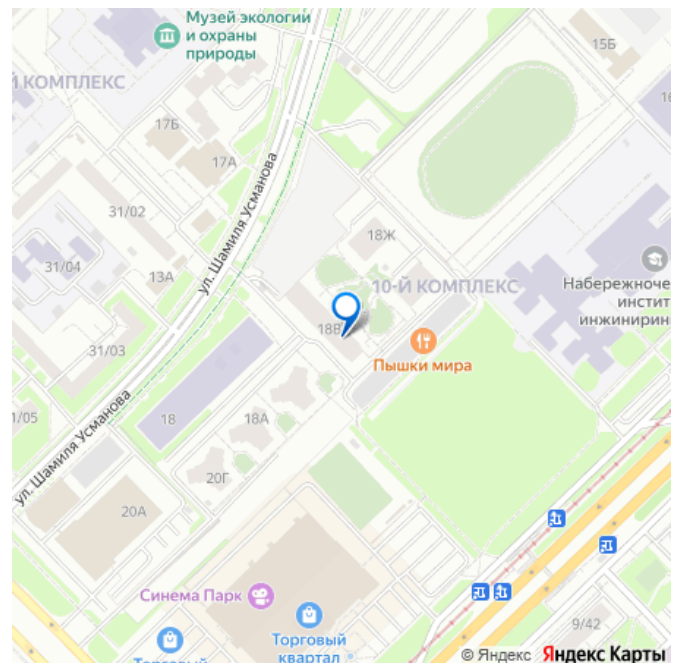 Музей экологии
и охраны
природы
15Б
Й КОМПЛЕКС
17Б
17А
31/02
ул. Шамиля Усманова
18Ж
31/04
13А
10-Й КОМПЛЕКС
Набережноче
инстит
инжинирин
18В
31/03
Пышки мира
1/05
18
18А
ул. Шамиля Усманова
20Г
20А
Синема Парк
9/42
Торговый
квартал
Торговый
© Яндекс Яндекс Карты